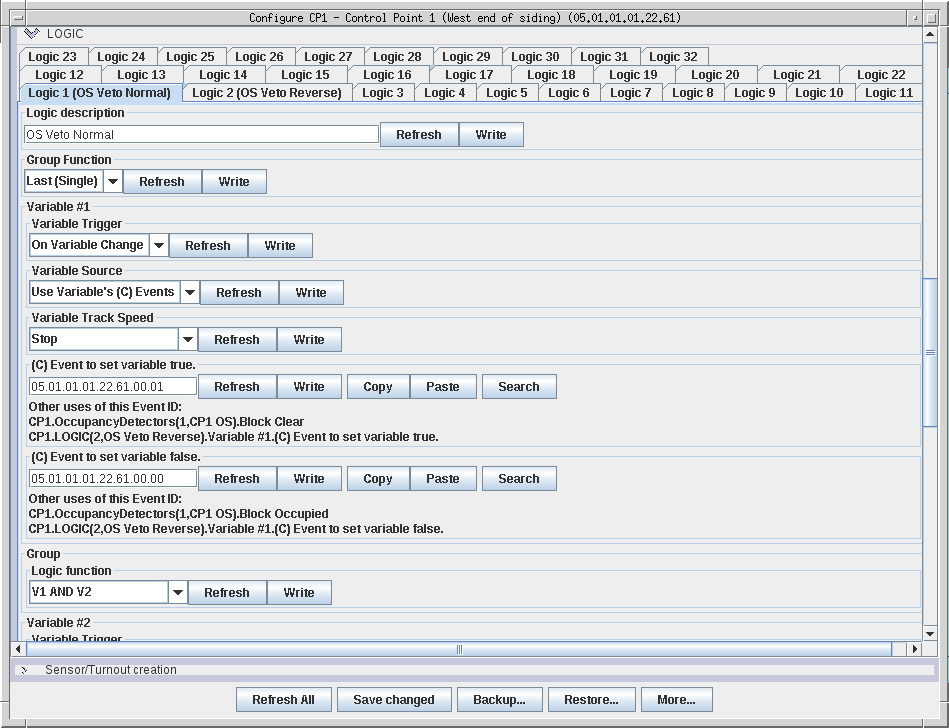 Configure CP1 - Control Point 1 (West end of siding) (05.01.01.01.22.61)
LOGIC
Logic 23 Logic 24 Logic 25 Logic 26 Logic 27 Logic 28 Logic 29 Logic 30 Logic 31 Logic 32
Logic 12 Logic 13 Logic 14 Logic 15 Logic 16 Logic 17 Logic 18 Logic 19 Logic 20 Logic 21 Logic 22
Logic 1 (OS Veto Normal) Logic 2 (OS Veto Reverse) Logic 3 Logic 4 Logic 5 Logic 6 Logic 7 Logic 8 Logic 9 Logic 10 Logic 11
Logic description
OS Veto Normal Refresh Write
Group Function
Last (Single) Refresh Write
Variable #1
Variable Trigger
On Variable Change Refresh Write
Variable Source
Use Variable's (C) Events Refresh Write
Variable Track Speed
Stop Refresh Write
(C) Event to set variable true.
05.01.01.01.22.61.00.01 Refresh Write Copy Paste Search
Other uses of this Event ID:
CP1.OccupancyDetectors(1,CP1 OS).Block Clear
CP1.LOGIC(2,OS Veto Reverse).Variable #1.(C) Event to set variable true.
(C) Event to set variable false.
05.01.01.01.22.61.00.00 Refresh Write Copy Paste Search
Other uses of this Event ID:
CP1.OccupancyDetectors(1,CP1 OS).Block Occupied
CP1.LOGIC(2,OS Veto Reverse).Variable #1.(C) Event to set variable false.
Group
Logic function
V1 AND V2 Refresh Write
Variable #2
Variable Trigger
Sensor/Turnout creation
Refresh All Save changed Backup... Restore... More...